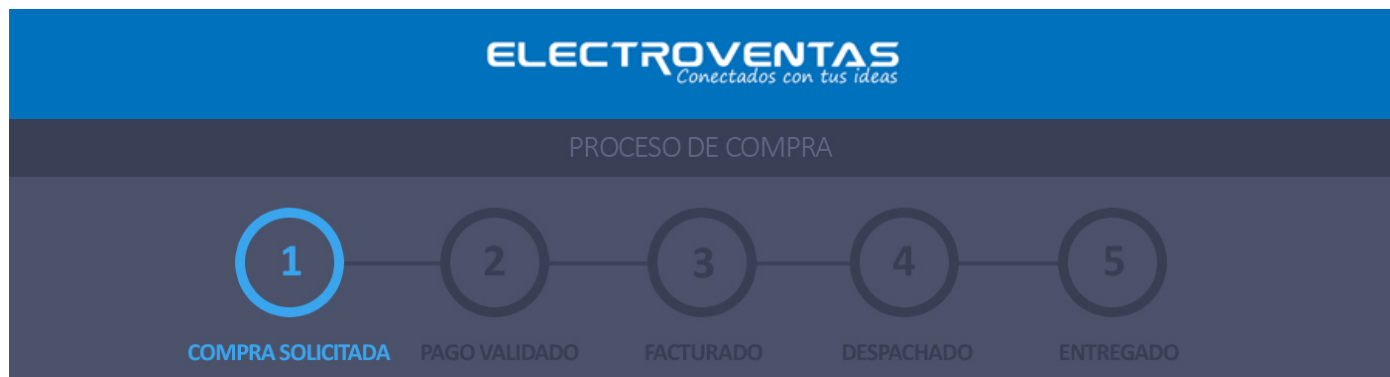 ELECTROVENTAS
Conectados con tus ideas
PROCESO DE COMPRA
1 2 3 4 5
COMPRA SOLICITADA PAGO VALIDADO FACTURADO DESPACHADO ENTREGADO